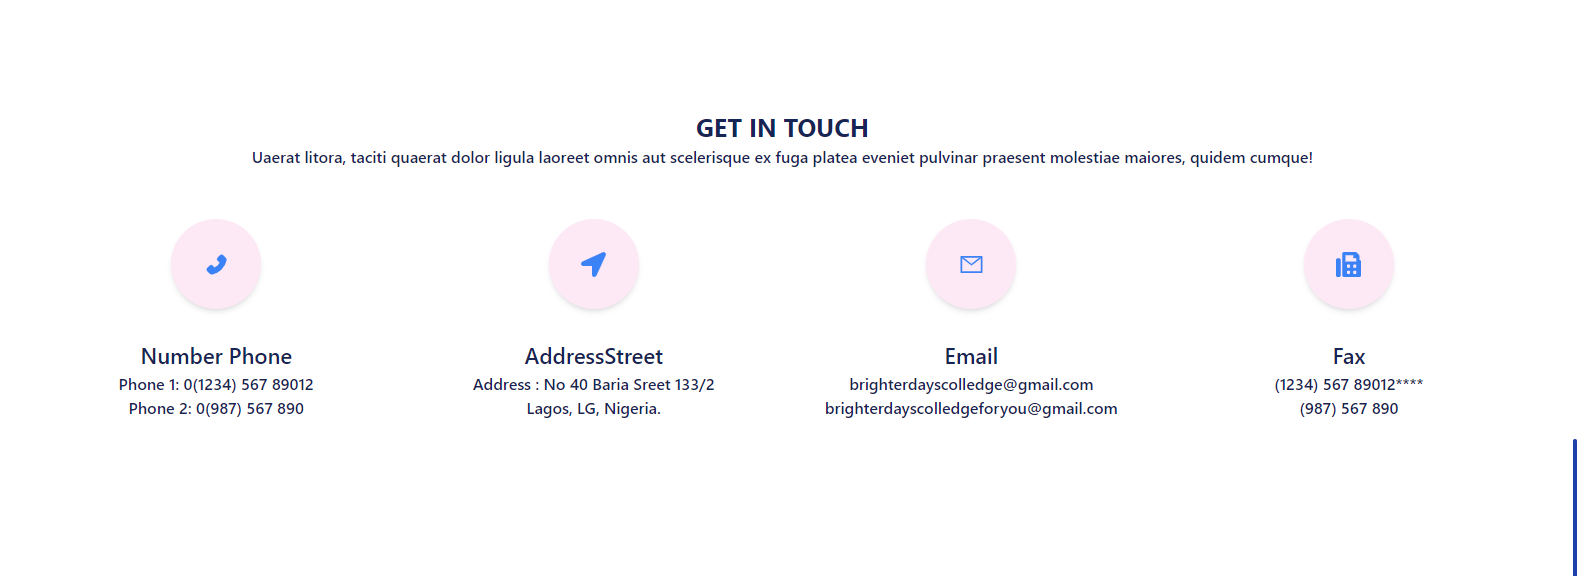 GET IN TOUCH
Uaerat litora, taciti quaerat dolor ligula laoreet omnis aut scelerisque ex fuga platea eveniet pulvinar praesent molestiae maiores, quidem cumque!
Number Phone
Phone 1: 0(1234) 567 89012
Phone 2: 0(987) 567 890
AddressStreet
Address : No 40 Baria Sreet 133/2
Lagos, LG, Nigeria.
Email
brighterdayscolledge@gmail.com
brighterdayscolledgeforyou@gmail.com
Fax
(1234) 567 89012****
(987) 567 890